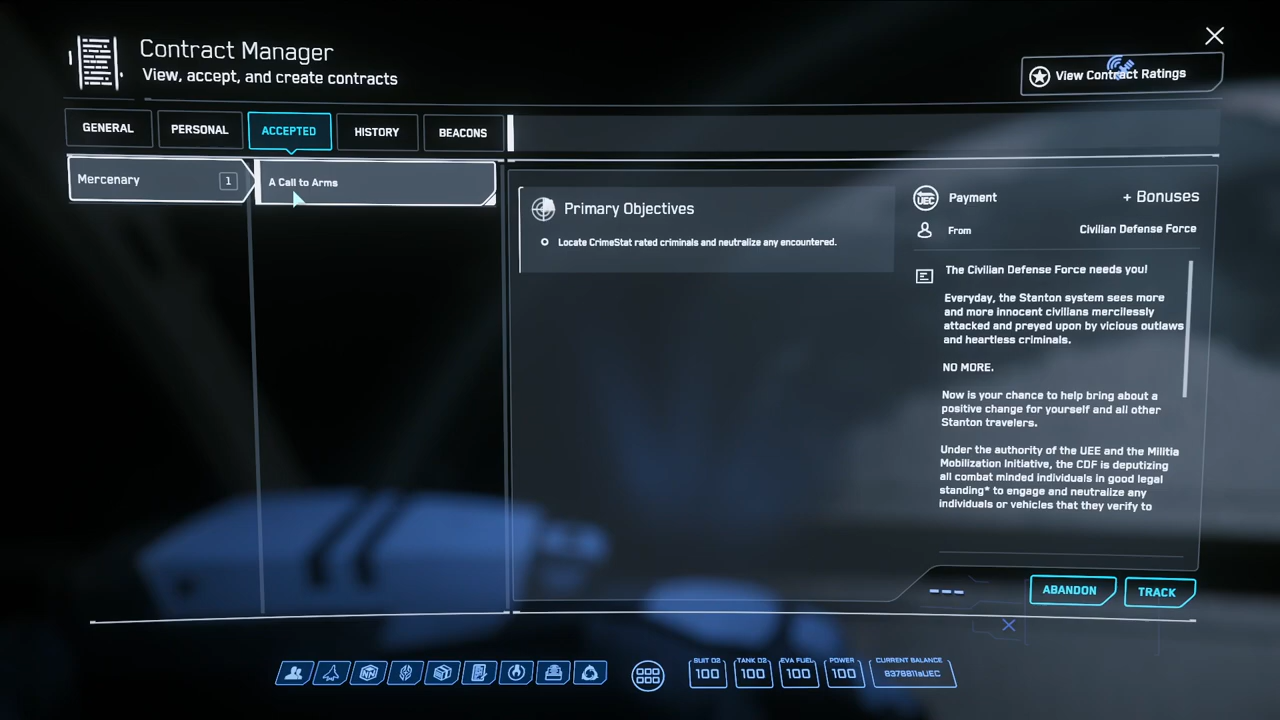 Contract Manager
View, accept, and create contracts
View Contract Ratings
GENERAL
PERSONAL
ACCEPTED
HISTORY
BEACONS
Mercenary
1
A Call to Arms
Primary Objectives
Locate CrimeStat rated criminals and neutralize any encountered.
UEC
Payment
+ Bonuses
From
Civilian Defense Force
The Civilian Defense Force needs you!
Everyday, the Stanton system sees more
and more innocent civilians mercilessly
attacked and preyed upon by vicious outlaws
and heartless criminals.
NO MORE.
Now is your chance to help bring about a
positive change for yourself and all other
Stanton travelers.
Under the authority of the UEE and the Militia
Mobilization Initiative, the CDF is deputizing
all combat minded individuals in good legal
standing* to engage and neutralize any
individuals or vehicles that they verify to
ABANDON
TRACK
SUIT O2
100
TANK O2
100
EVA FUEL
100
POWER
100
CURRENT BALANCE
8378811aUEC